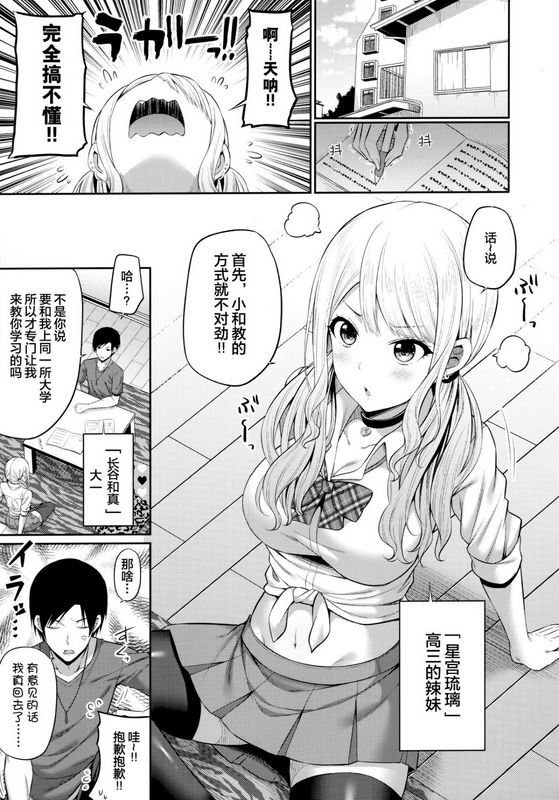 啊~天呐!!
うガーッ!!
完全搞不懂!!
抖
抖
话~说
首先,小和教的
方式就不对劲!!
「星宫琉璃」
高三的辣妹
哈…?
不是你说
要和我上同一所大学
所以才专门让我
来教你学习的吗
「长谷和真」
大一
那啥…
イラッ…
有意见的话
我真回去了…
哇~!!
抱歉抱歉!!